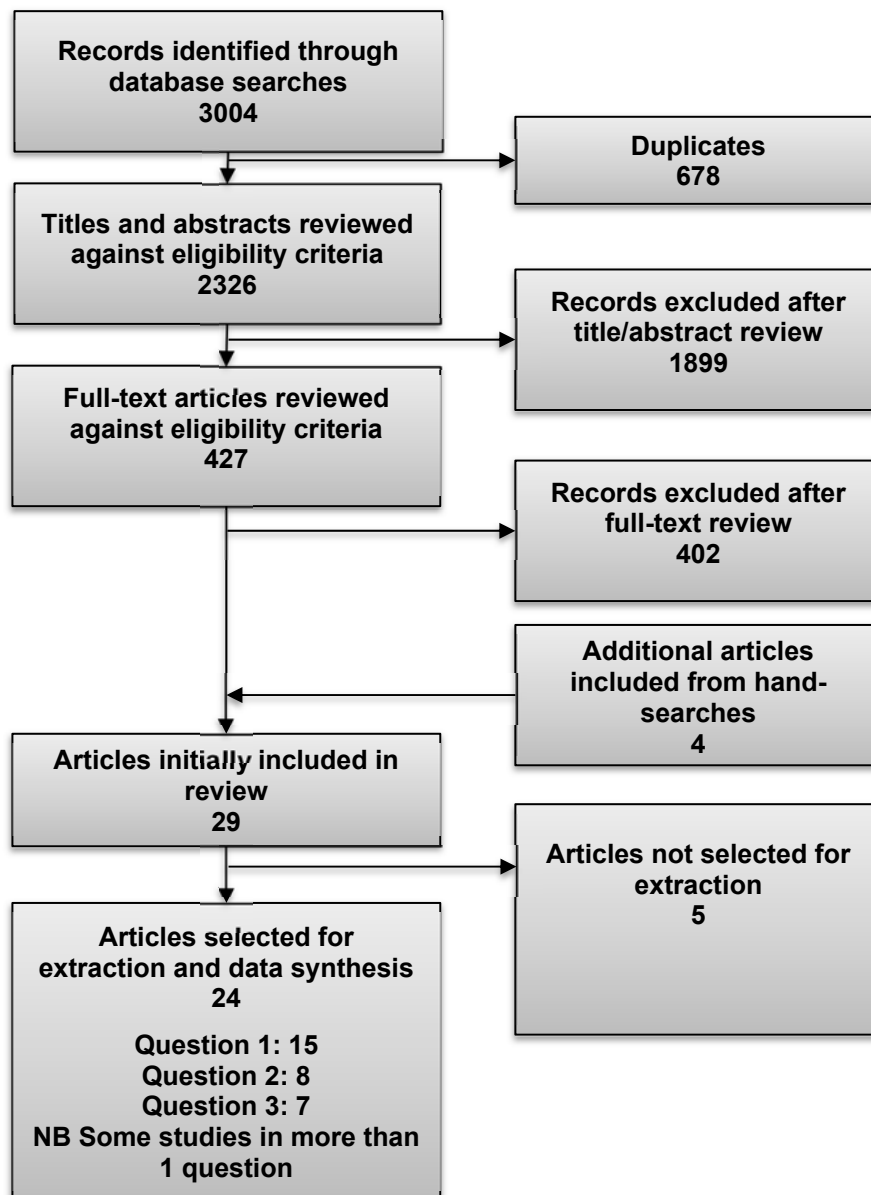 Records identified through
database searches
3004
Duplicates
678
Titles and abstracts reviewed
against eligibility criteria
2326
Records excluded after
title/abstract review
1899
Full-text articles reviewed
against eligibility criteria
427
Records excluded after
full-text review
402
Additional articles
included from hand-
searches
4
Articles initially included in
review
29
Articles not selected for
extraction
5
Articles selected for
extraction and data synthesis
24
Question 1: 15
Question 2: 8
Question 3: 7
NB Some studies in more than
1 question